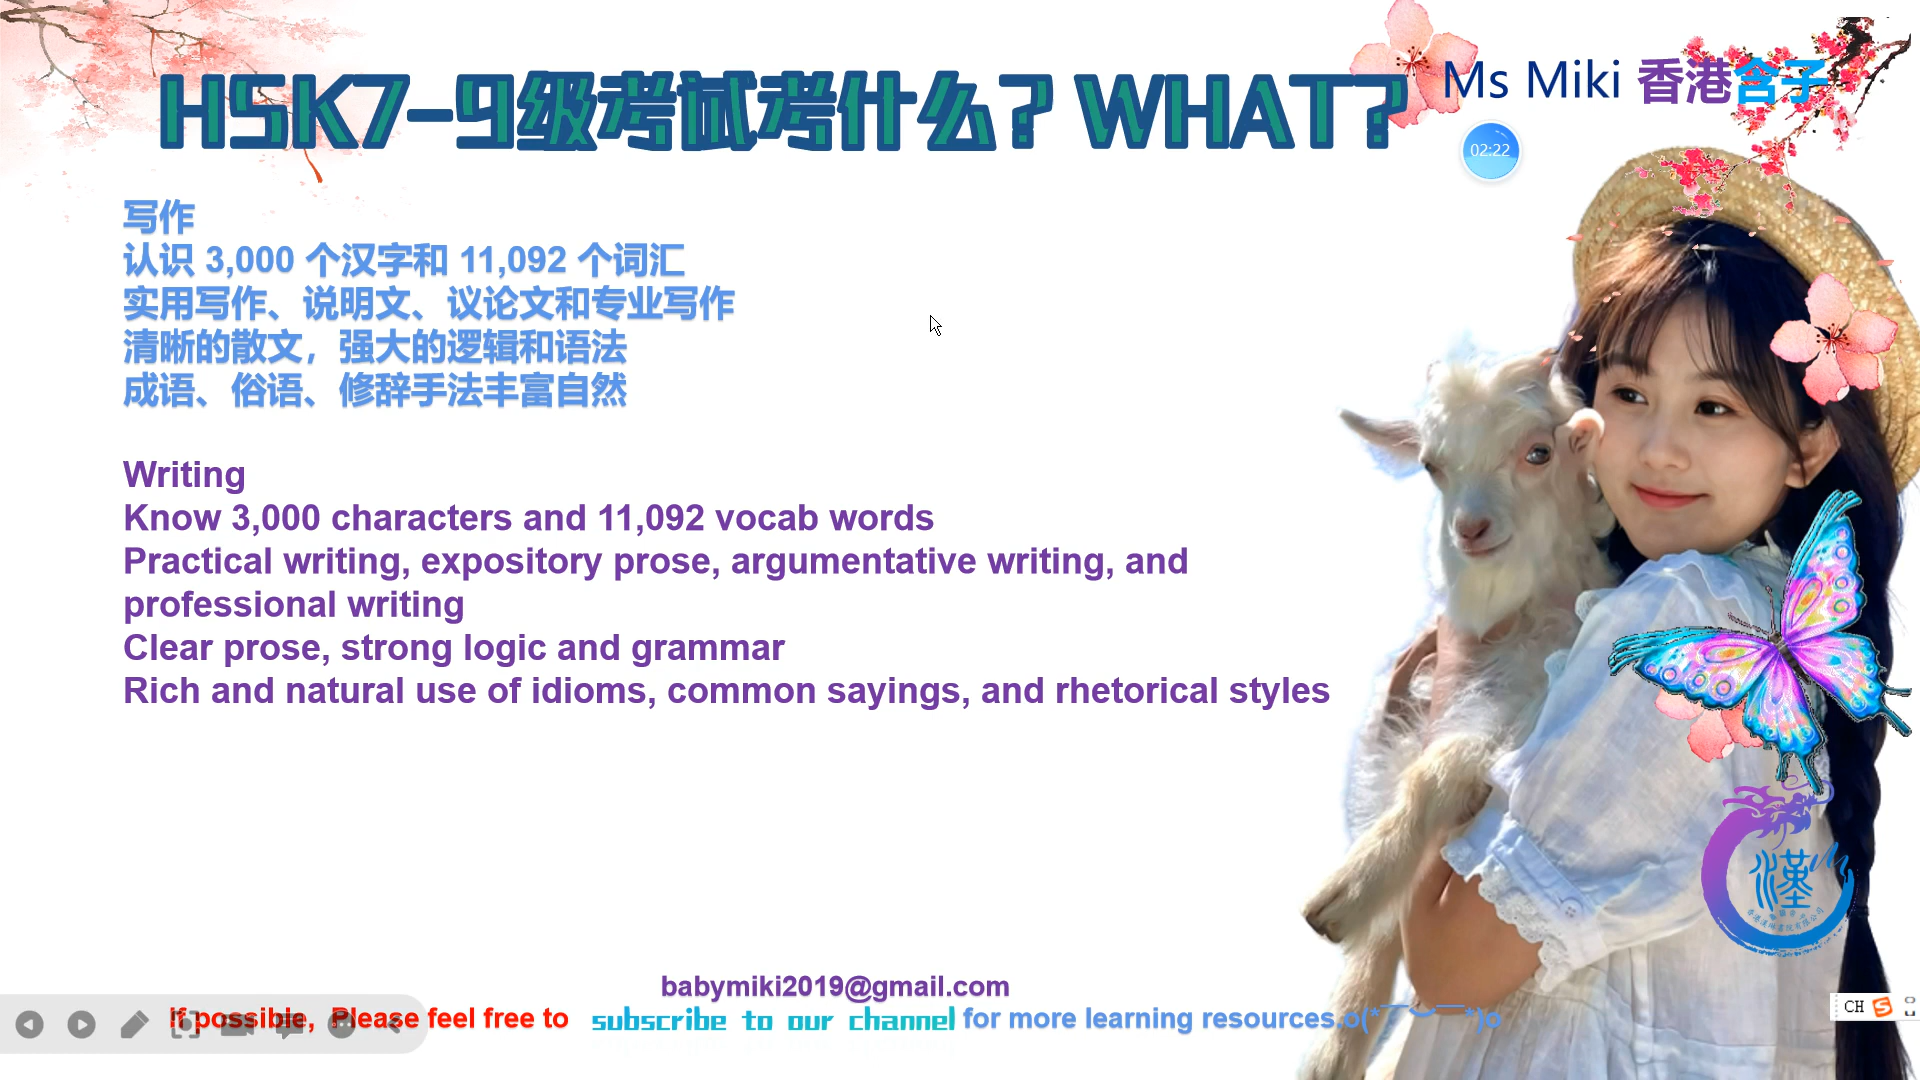 HSK7-9级考试考什么？WHAT？
Ms Miki 香港含子
02:22
写作
认识 3,000 个汉字和 11,092 个词汇
实用写作、说明文、议论文和专业写作
清晰的散文，强大的逻辑和语法
成语、俗语、修辞手法丰富自然
Writing
Know 3,000 characters and 11,092 vocab words
Practical writing, expository prose, argumentative writing, and
professional writing
Clear prose, strong logic and grammar
Rich and natural use of idioms, common sayings, and rhetorical styles
漢
babymiki2019@gmail.com
If possible, Please feel free to subscribe to our channel for more learning resources.o(*￣︶￣*)o
CH